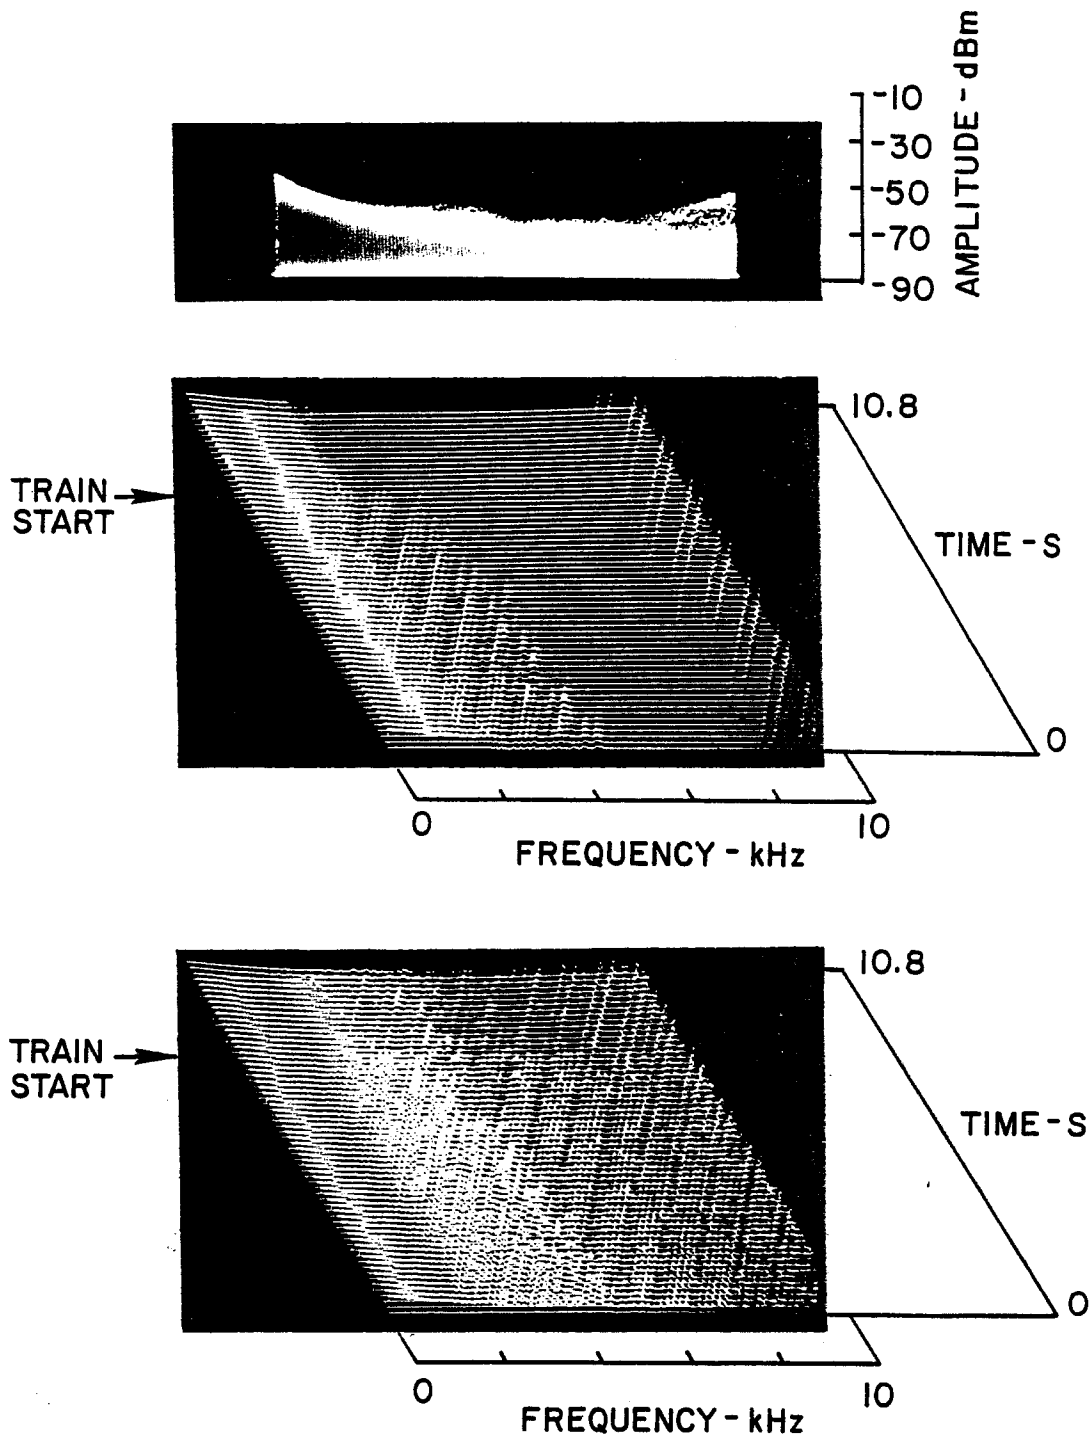 -10
-30
-50
-70
-90
AMPLITUDE - dBm
10.8
TRAIN
START
TIME - S
0
0
10
FREQUENCY - kHz
10.8
TRAIN
START
TIME - S
0
0
10
FREQUENCY - kHz